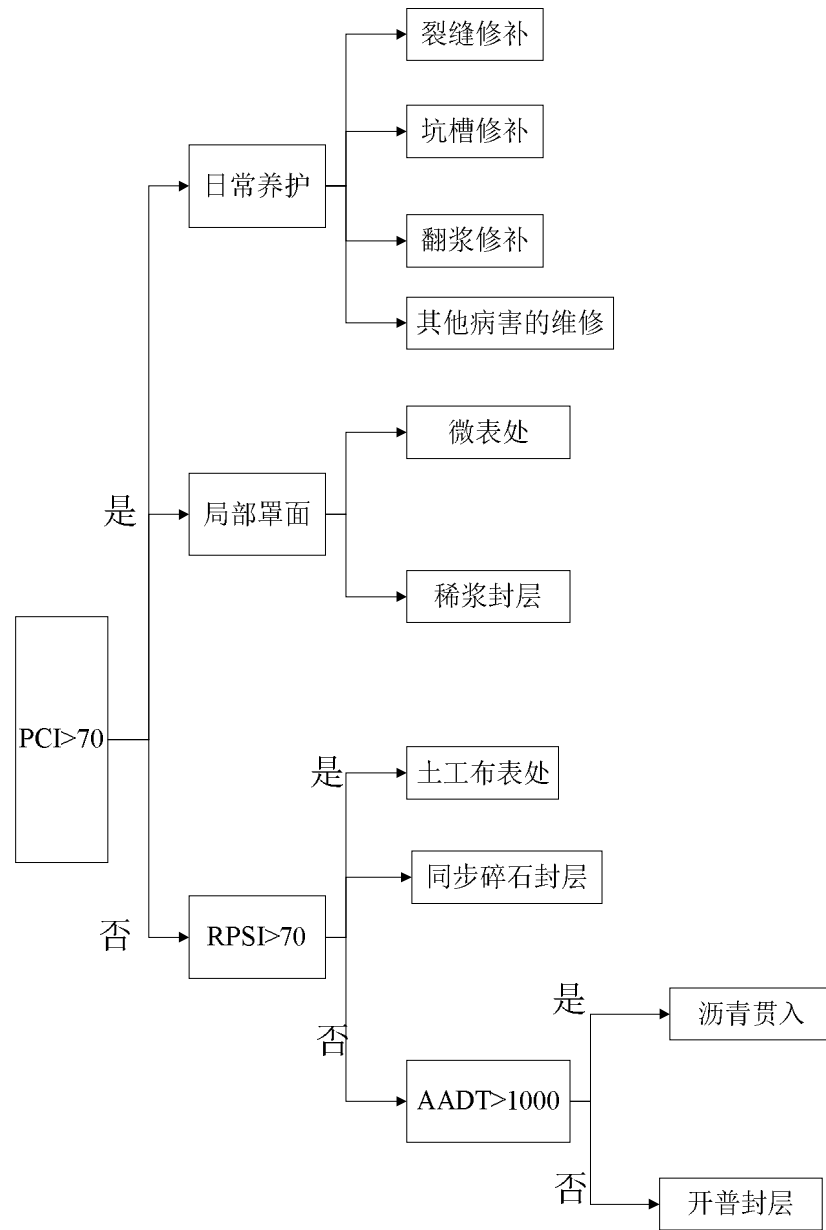 裂缝修补
坑槽修补
日常养护
翻浆修补
其他病害的维修
微表处
是
局部罩面
稀浆封层
PCI>70
是
土工布表处
同步碎石封层
否
RPSI>70
是
沥青贯入
否
AADT>1000
否
开普封层